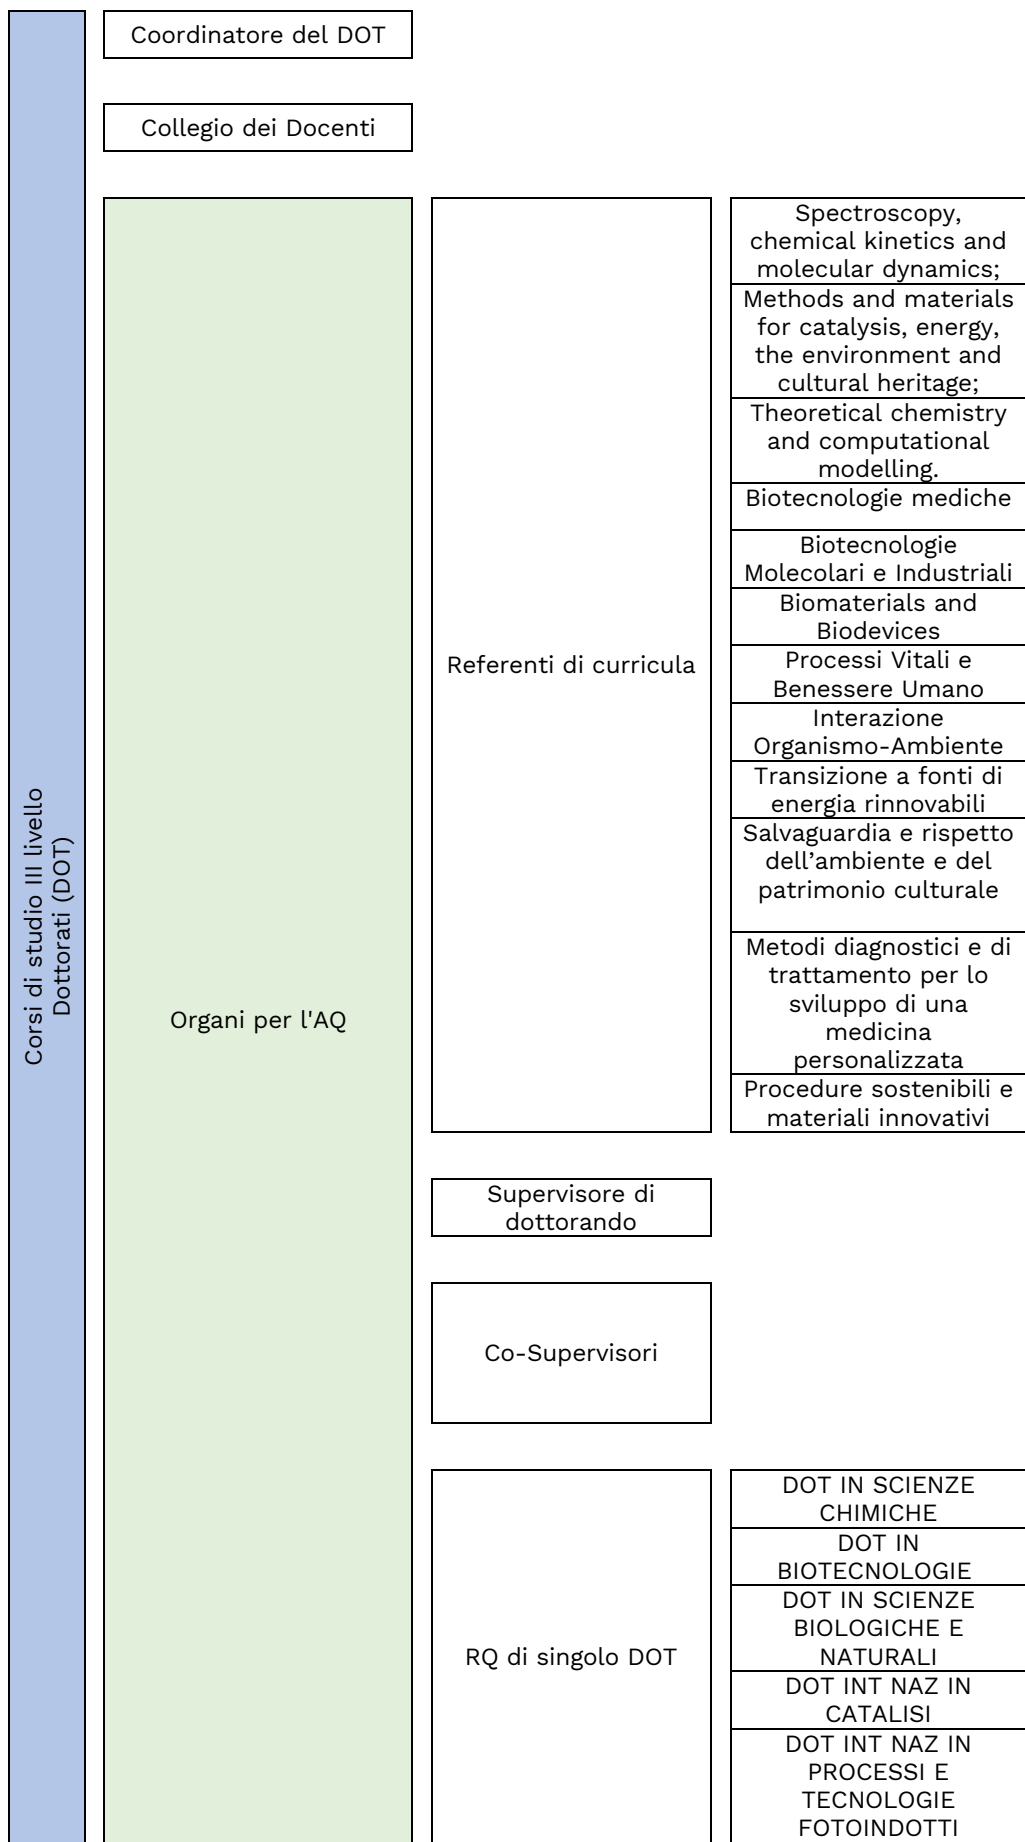 Corsi di studio III livello
Dottorati (DOT)
Coordinatore del DOT
Collegio dei Docenti
Organi per l'AQ
Referenti di curricula
Spectroscopy,
chemical kinetics and
molecular dynamics;
Methods and materials
for catalysis, energy,
the environment and
cultural heritage;
Theoretical chemistry
and computational
modelling.
Biotecnologie mediche
Biotecnologie
Molecolari e Industriali
Biomaterials and
Biodevices
Processi Vitali e
Benessere Umano
Interazione
Organismo-Ambiente
Transizione a fonti di
energia rinnovabili
Salvaguardia e rispetto
dell’ambiente e del
patrimonio culturale
Metodi diagnostici e di
trattamento per lo
sviluppo di una
medicina
personalizzata
Procedure sostenibili e
materiali innovativi
Supervisore di
dottorando
Co-Supervisori
RQ di singolo DOT
DOT IN SCIENZE
CHIMICHE
DOT IN
BIOTECNOLOGIE
DOT IN SCIENZE
BIOLOGICHE E
NATURALI
DOT INT NAZ IN
CATALISI
DOT INT NAZ IN
PROCESSI E
TECNOLOGIE
FOTOINDOTTI